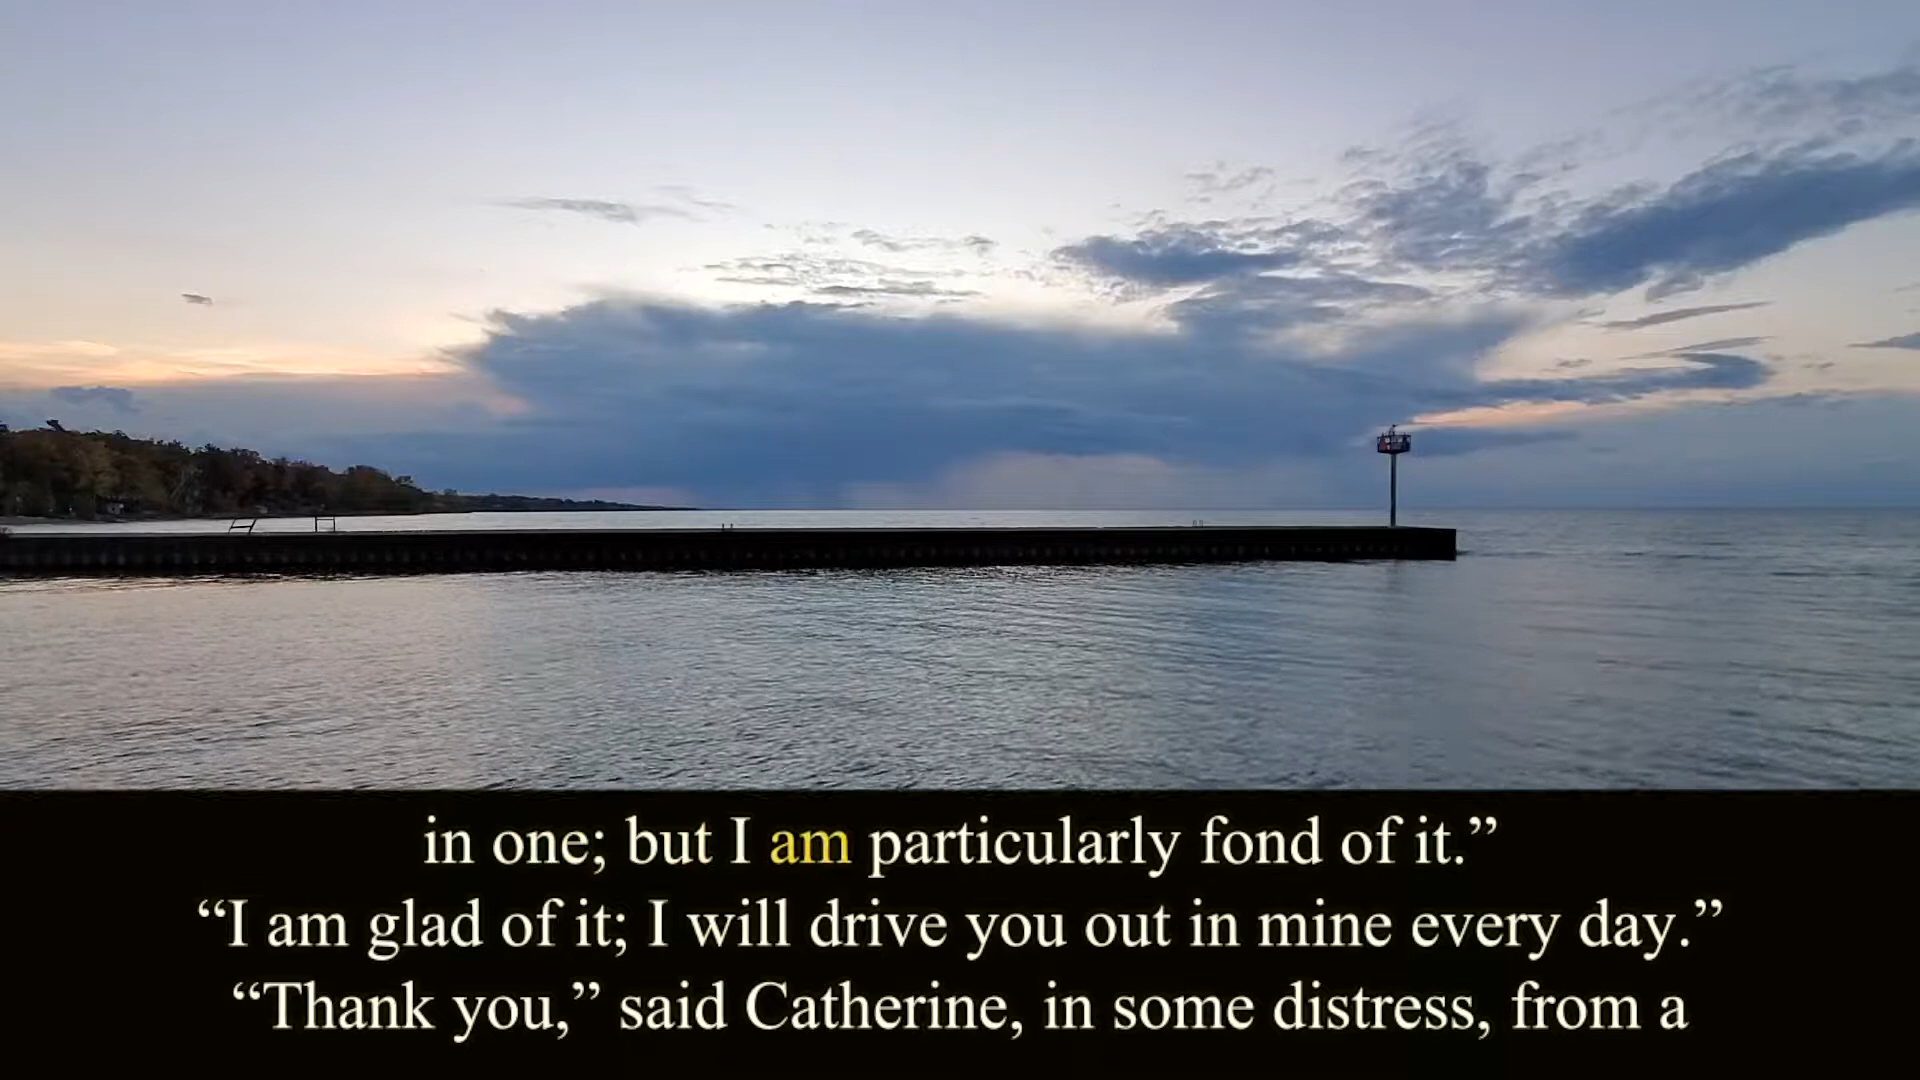 in one; but I am particularly fond of it.”
“I am glad of it; I will drive you out in mine every day.”
“Thank you,” said Catherine, in some distress, from a